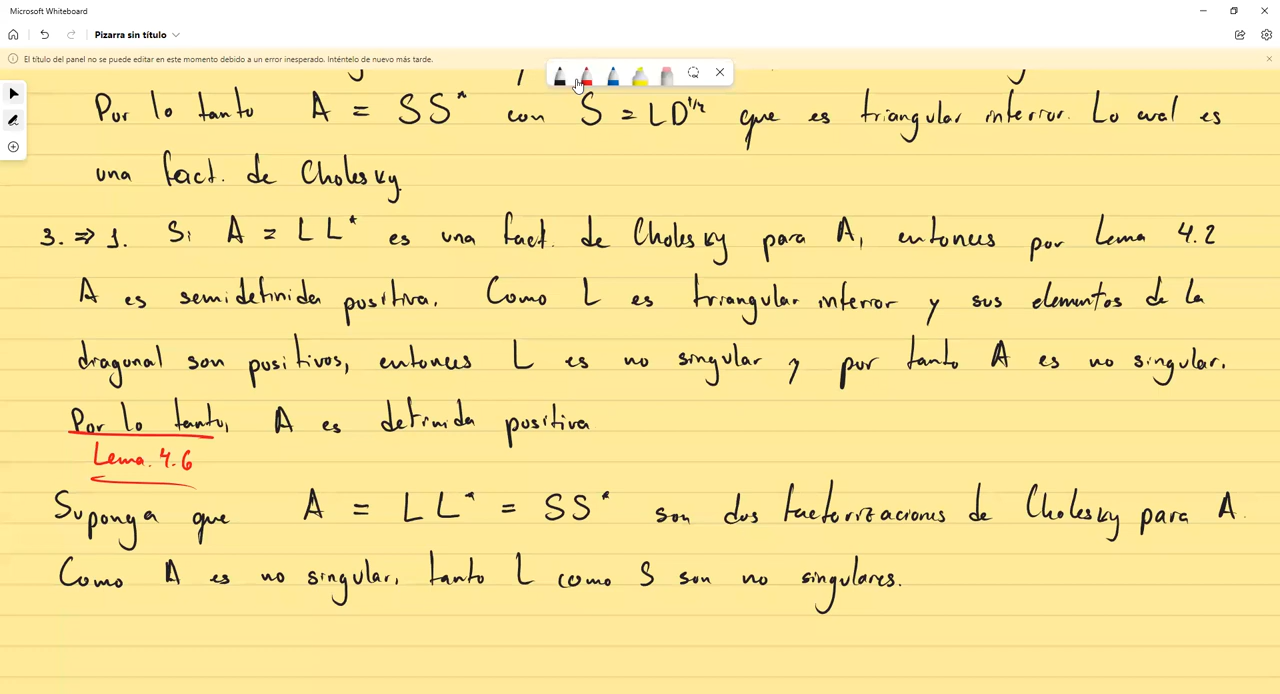 Microsoft Whiteboard
Pizarra sin título
El título del panel no se puede editar en este momento debido a un error inesperado. Inténtelo de nuevo más tarde.
Por lo tanto A = SS* con S = LD^1/2 que es triangular inferior. Lo cual es
una fact. de Cholesky.
3. ⇒ 1. Si A = LL* es una fact. de Cholesky para A, entonces por Lema 4.2
A es semidefinida positiva. Como L es triangular inferior y sus elementos de la
diagonal son positivos, entonces L es no singular y por tanto A es no singular.
Por lo tanto, A es definida positiva
Lema. 4.6
Suponga que A = LL* = SS* son dos factorizaciones de Cholesky para A.
Como A es no singular, tanto L como S son no singulares.